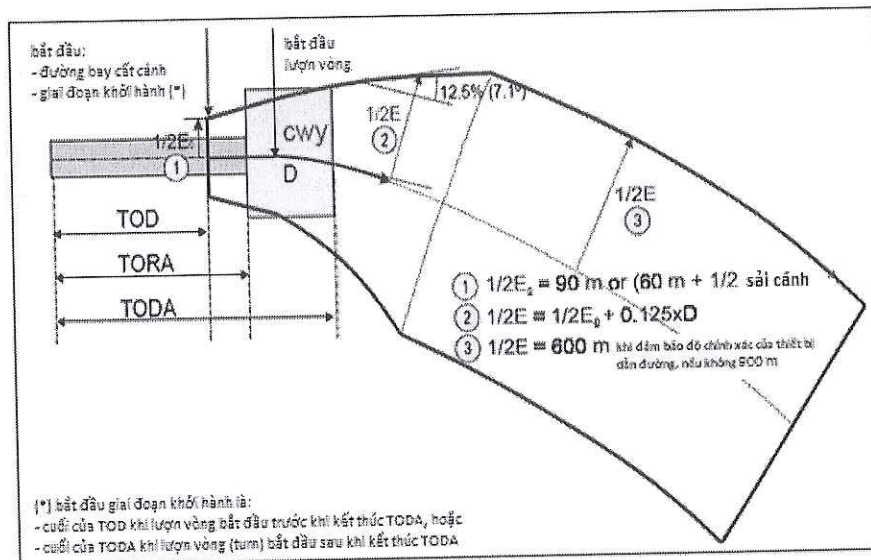 bắt đầu:
- đường bay cất cánh
- giai đoạn khởi hành (*)
bắt đầu
lượn vòng
1/2E₀
①
cwy
D
1/2E
②
12.5% (7.1°)
1/2E
③
TOD
TORA
TODA
① 1/2E₀ = 90 m or (60 m + 1/2 sải cánh
② 1/2E = 1/2E₀ + 0.125xD
③ 1/2E = 600 m khi đảm bảo độ chính xác của thiết bị
dẫn đường, nếu không 900 m
(*) bắt đầu giai đoạn khởi hành là:
- cuối của TOD khi lượn vòng bắt đầu trước khi kết thúc TODA, hoặc
- cuối của TODA khi lượn vòng (turn) bắt đầu sau khi kết thúc TODA